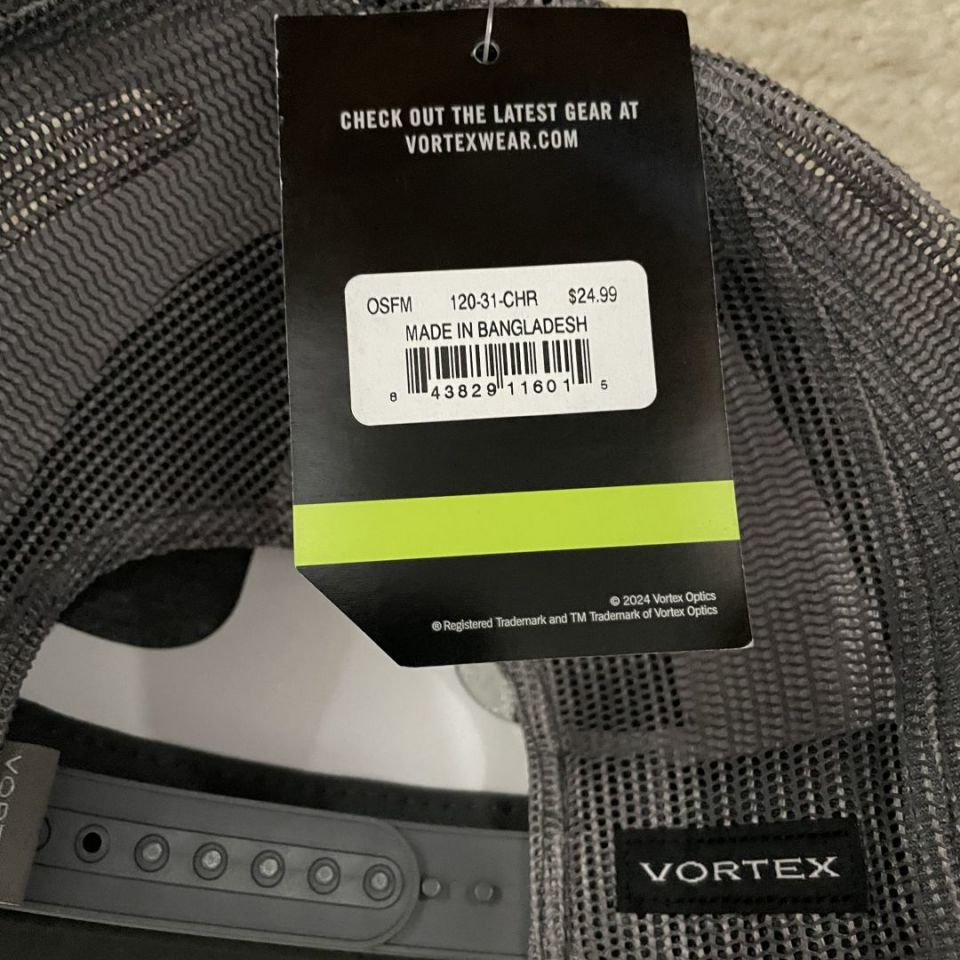 CHECK OUT THE LATEST GEAR AT
VORTEXWEAR.COM
OSFM 120-31-CHR $24.99
MADE IN BANGLADESH
8 43829 11601 5
© 2024 Vortex Optics
® Registered Trademark and TM Trademark of Vortex Optics
VORTEX